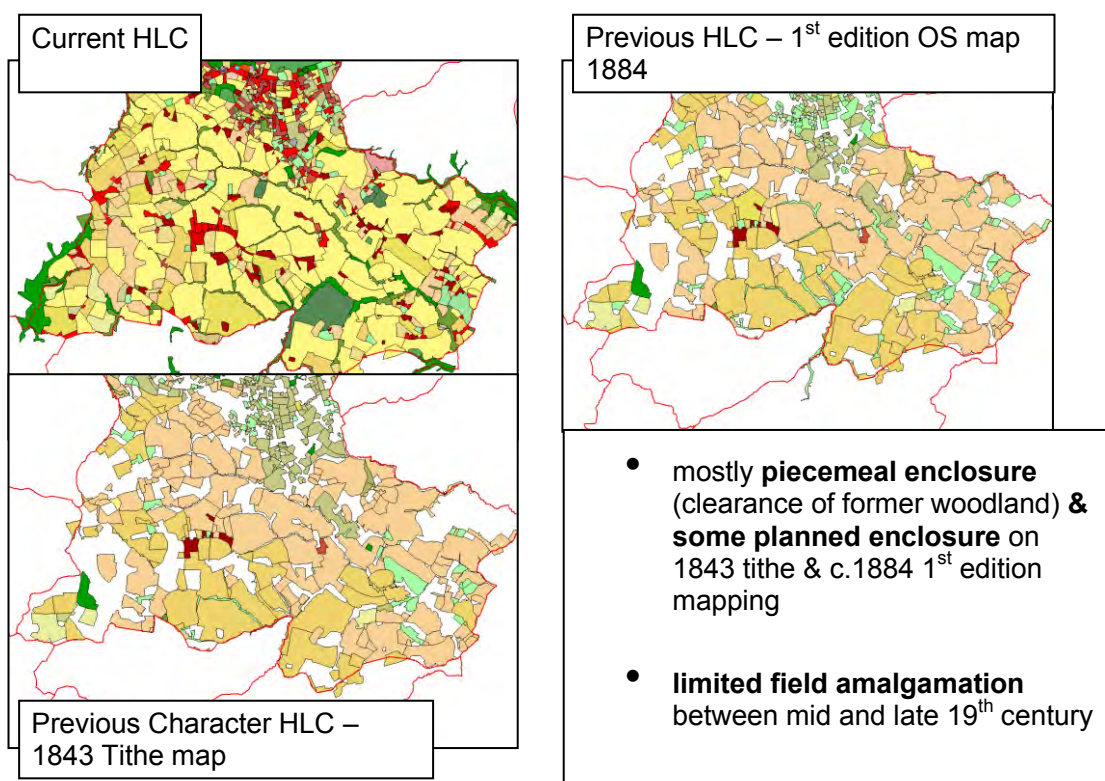 Current HLC
Previous HLC – 1st edition OS map
1884
Previous Character HLC –
1843 Tithe map
• mostly piecemeal enclosure
(clearance of former woodland) &
some planned enclosure on
1843 tithe & c.1884 1st edition
mapping
• limited field amalgamation
between mid and late 19th century